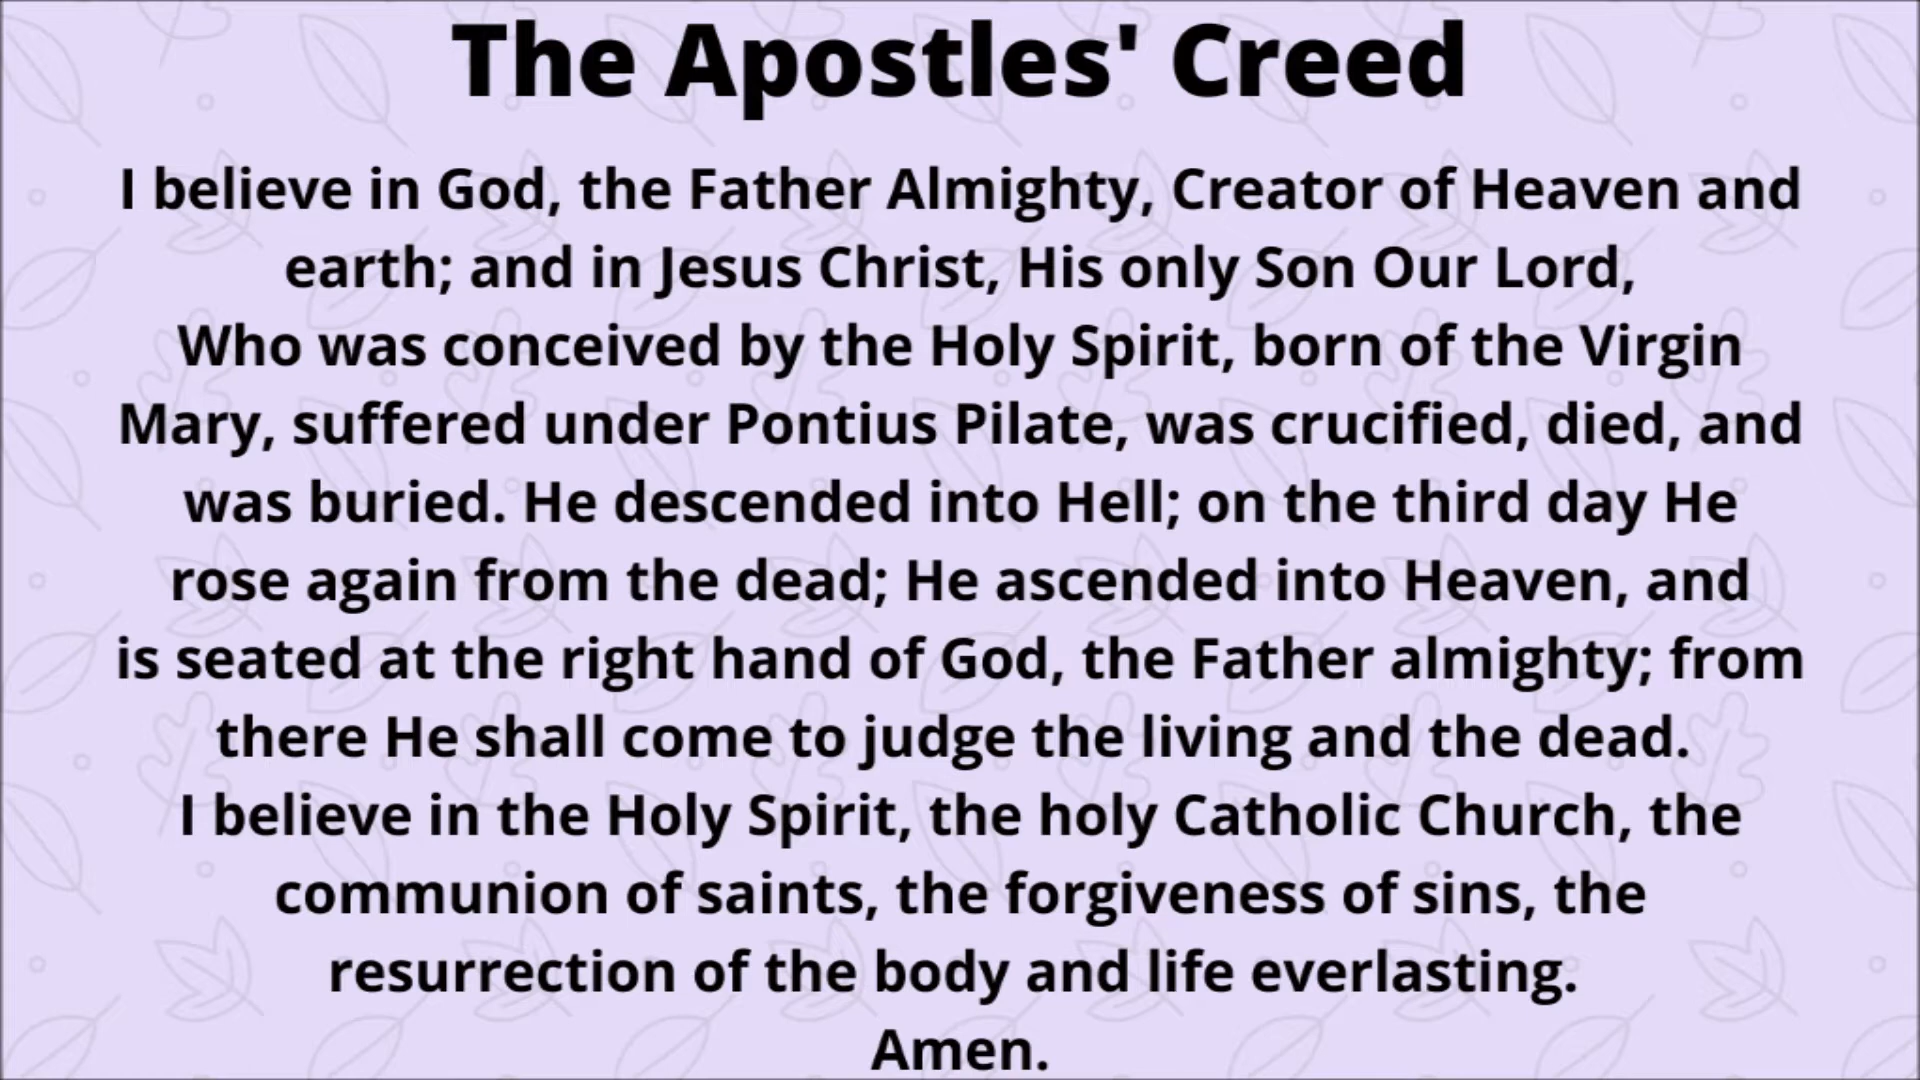 The Apostles' Creed
I believe in God, the Father Almighty, Creator of Heaven and
earth; and in Jesus Christ, His only Son Our Lord,
Who was conceived by the Holy Spirit, born of the Virgin
Mary, suffered under Pontius Pilate, was crucified, died, and
was buried. He descended into Hell; on the third day He
rose again from the dead; He ascended into Heaven, and
is seated at the right hand of God, the Father almighty; from
there He shall come to judge the living and the dead.
I believe in the Holy Spirit, the holy Catholic Church, the
communion of saints, the forgiveness of sins, the
resurrection of the body and life everlasting.
Amen.